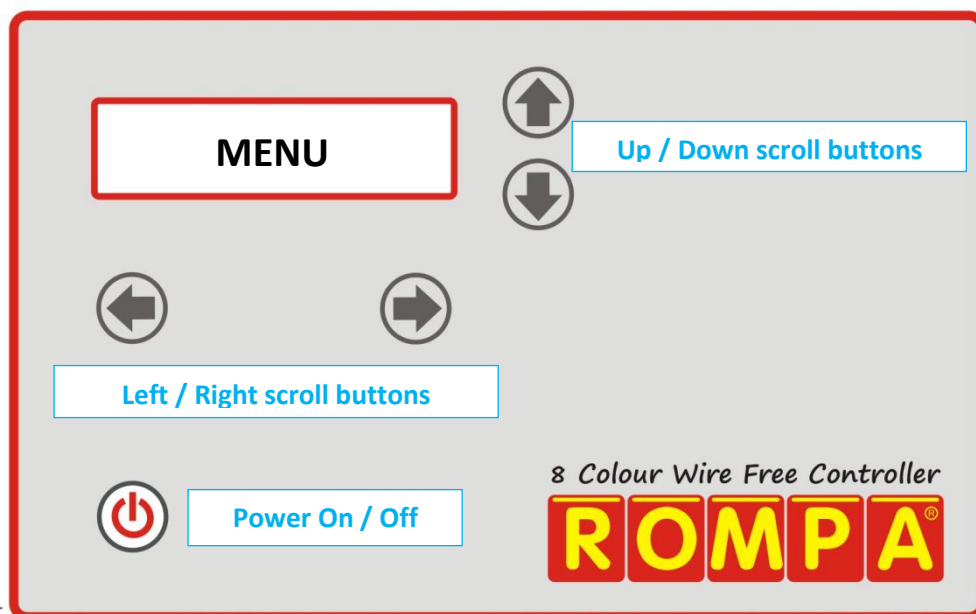 MENU
Up / Down scroll buttons
Left / Right scroll buttons
8 Colour Wire Free Controller
Power On / Off
ROMPA®